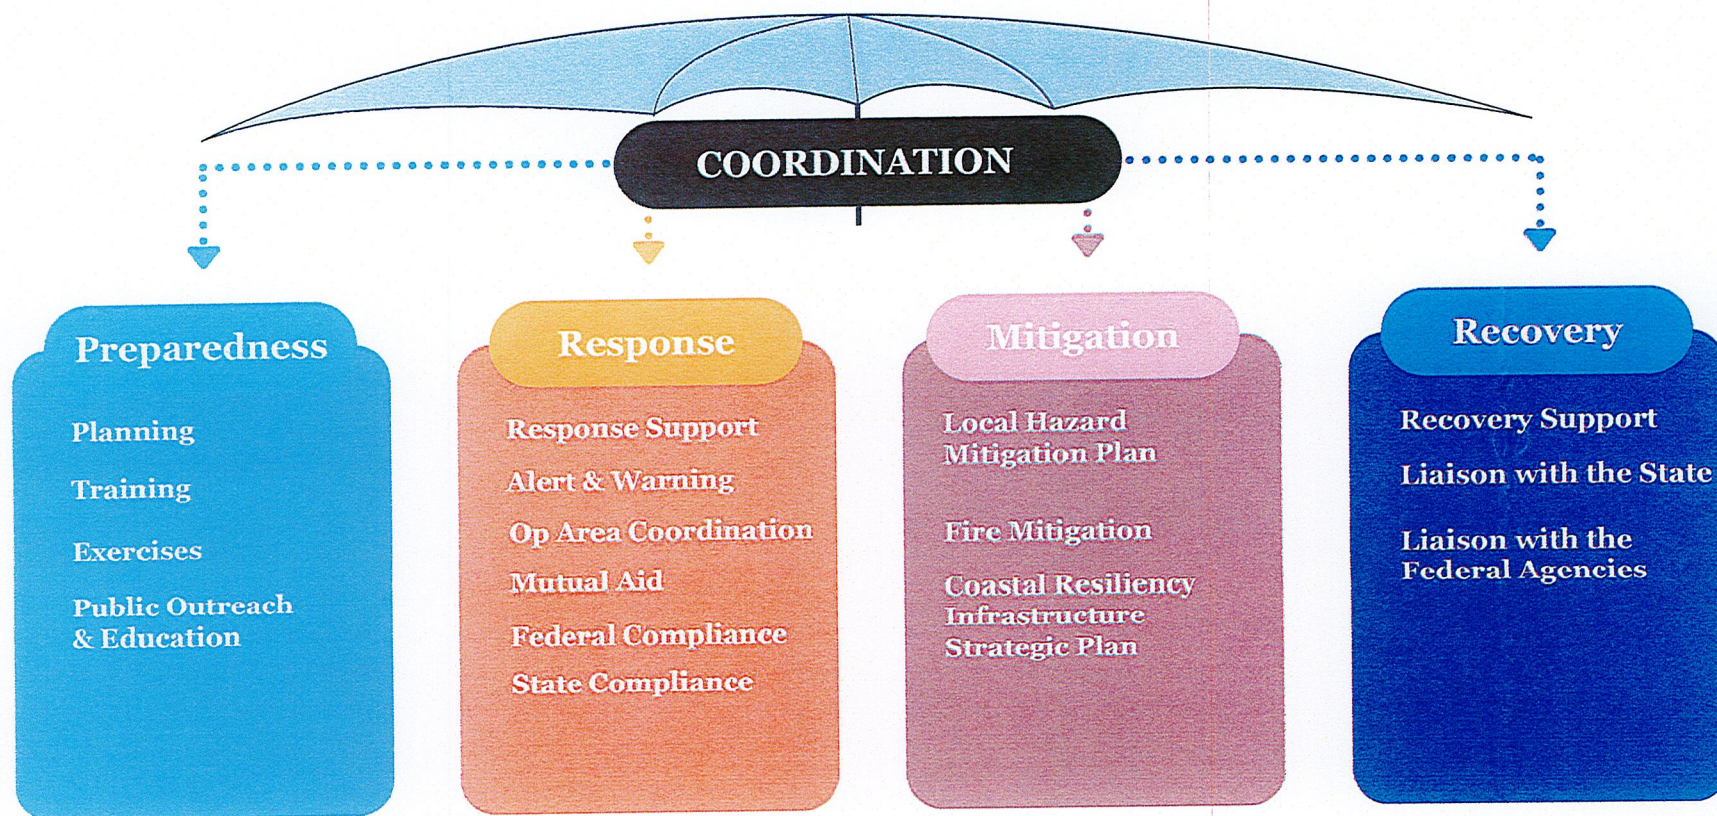 COORDINATION
Preparedness
Planning
Training
Exercises
Public Outreach
& Education
Response
Response Support
Alert & Warning
Op Area Coordination
Mutual Aid
Federal Compliance
State Compliance
Mitigation
Local Hazard
Mitigation Plan
Fire Mitigation
Coastal Resiliency
Infrastructure
Strategic Plan
Recovery
Recovery Support
Liaison with the State
Liaison with the
Federal Agencies